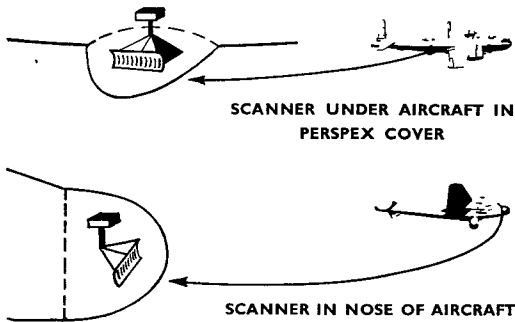 SCANNER UNDER AIRCRAFT IN
PERSPEX COVER
SCANNER IN NOSE OF AIRCRAFT